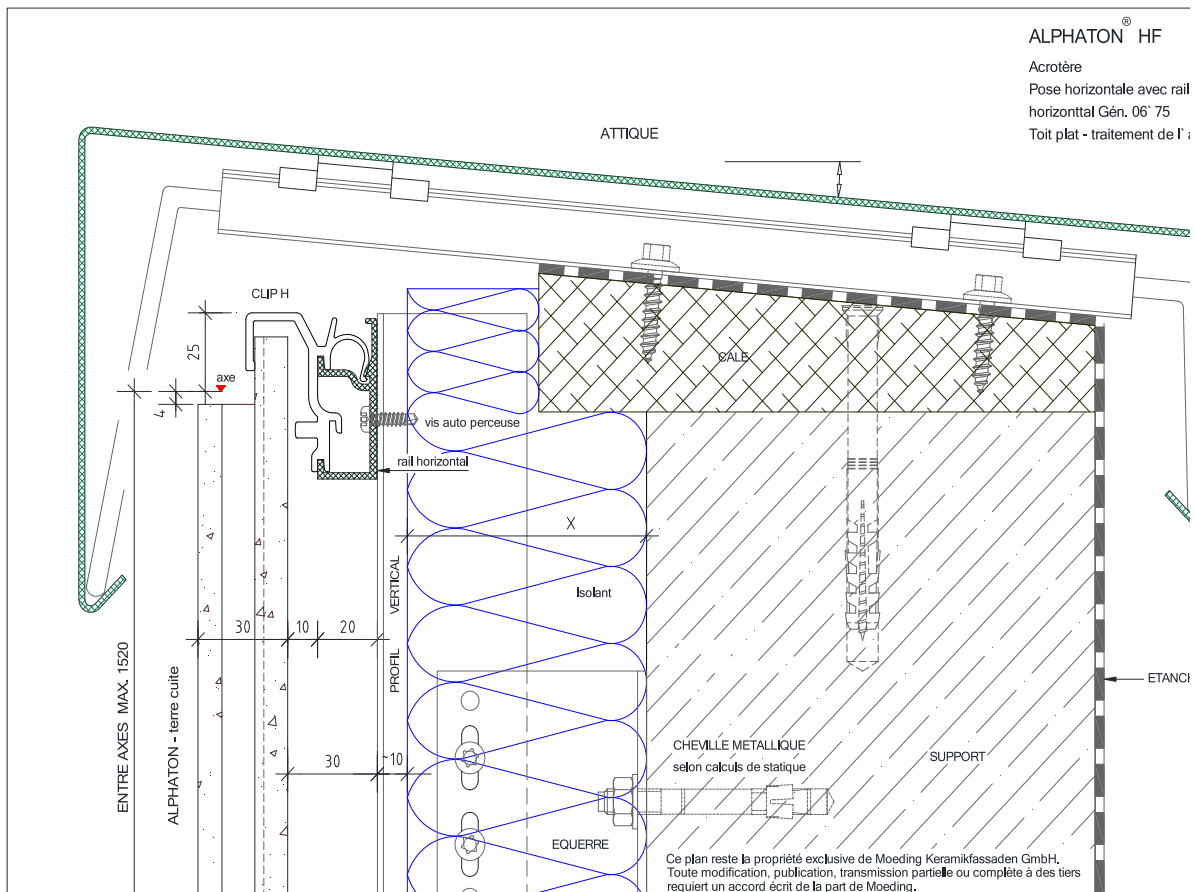 ALPHATON® HF
Acrotère
Pose horizontale avec rail
horizonttal Gén. 06` 75
Toit plat - traitement de l`
ATTIQUE
CLIP H
25
axe
4
CALE
vis auto perceuse
rail horizontal
X
VERTICAL
PROFIL
Isolant
30
10
20
ENTRE AXES MAX. 1520
ALPHATON - terre cuite
ETANCH
30
~10
CHEVILLE METALLIQUE
selon calculs de statique
SUPPORT
EQUERRE
Ce plan reste la propriété exclusive de Moeding Keramikfassaden GmbH.
Toute modification, publication, transmission partielle ou complète à des tiers
requiert un accord écrit de la part de Moeding.